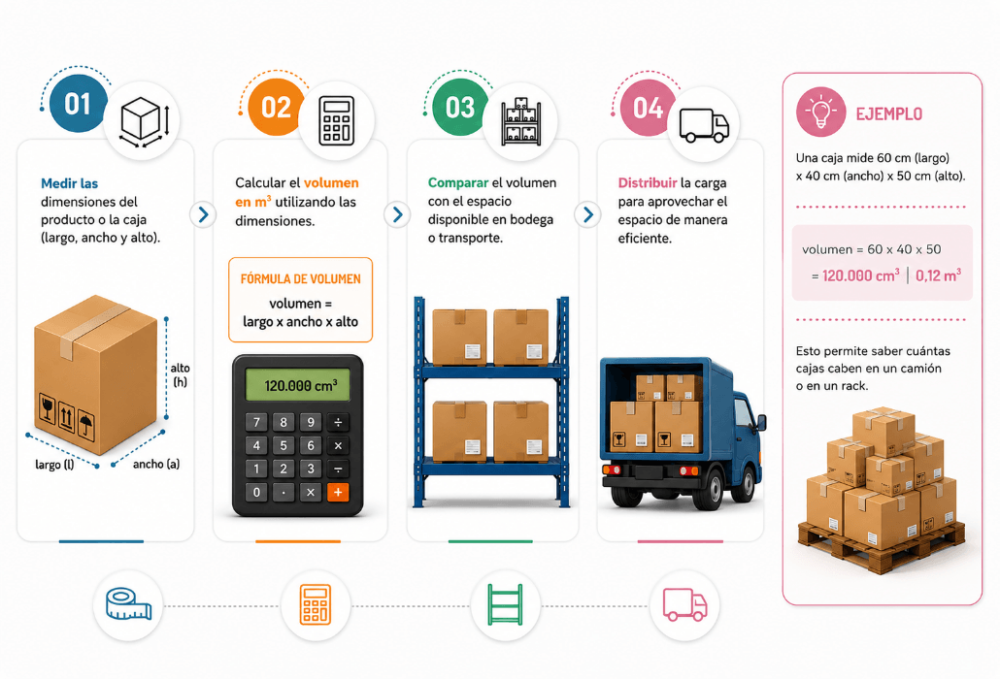 01
Medir las
dimensiones del
producto o la caja
(largo, ancho y alto).
alto
(h)
largo (l)
ancho (a)
02
Calcular el volumen
en m³ utilizando las
dimensiones.
FÓRMULA DE VOLUMEN
volumen =
largo x ancho x alto
120.000 cm³
7 8 9 ÷
4 5 6 ×
1 2 3 −
0 · × +
03
Comparar el volumen
con el espacio
disponible en bodega
o transporte.
04
Distribuir la carga
para aprovechar el
espacio de manera
eficiente.
EJEMPLO
Una caja mide 60 cm (largo)
x 40 cm (ancho) x 50 cm (alto).
volumen = 60 x 40 x 50
= 120.000 cm³ | 0,12 m³
Esto permite saber cuántas
cajas caben en un camión
o en un rack.